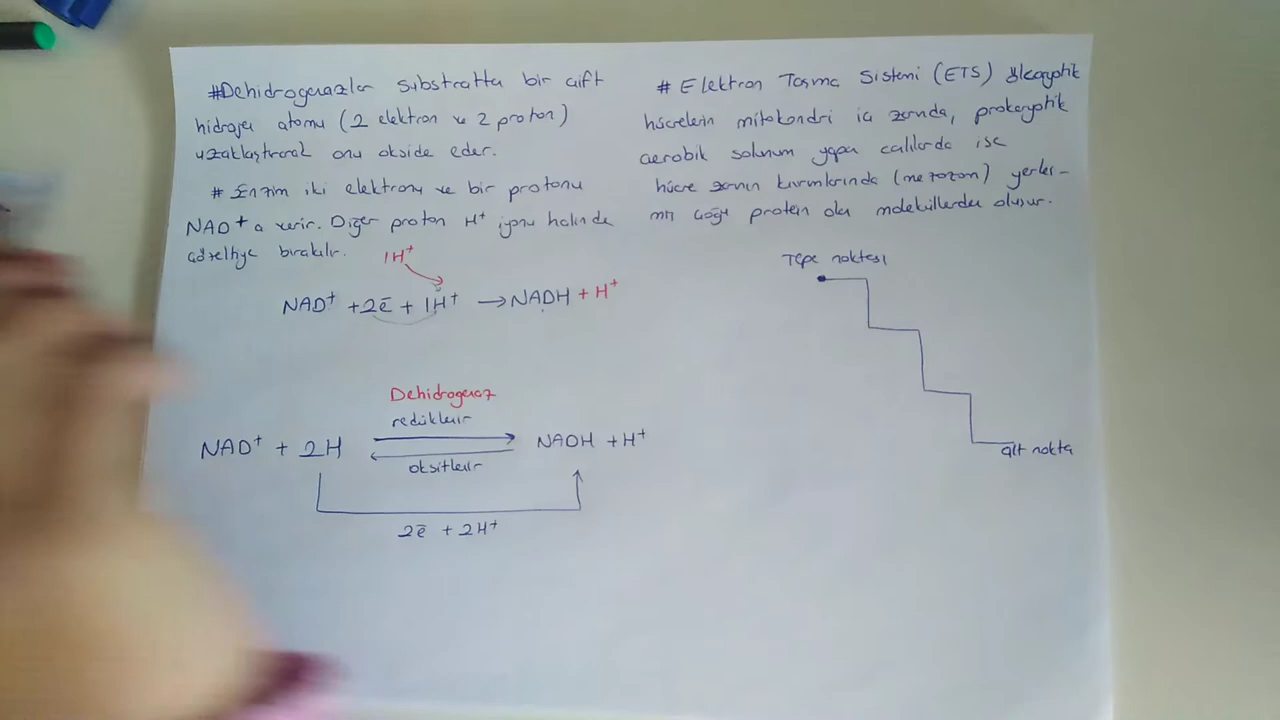 #Dehidrogenazlar substratta bir çift
hidrojen atomu (2 elektron ve 2 proton)
uzaklaştırarak onu okside eder.
# Enzim iki elektronu ve bir protonu
NAD+ a verir. Diğer proton H+ iyonu halinde
çözeltiye bırakılır.
1H+
NAD+ +2e̅ + 1H+ → NADH + H+
Dehidrogenaz
redüklenir
NAD+ + 2H NADH + H+
oksitlenir
2e̅ + 2H+
# Elektron Taşıma Sistemi (ETS) ökaryotik
hücrelerin mitokondri iç zarında, prokaryotik
aerobik solunum yapan canlılarda ise
hücre zarının kıvrımlarında (mezozom) yerleş-
miş çoğu protein olan moleküllerden oluşur.
Tepe noktası
alt nokta